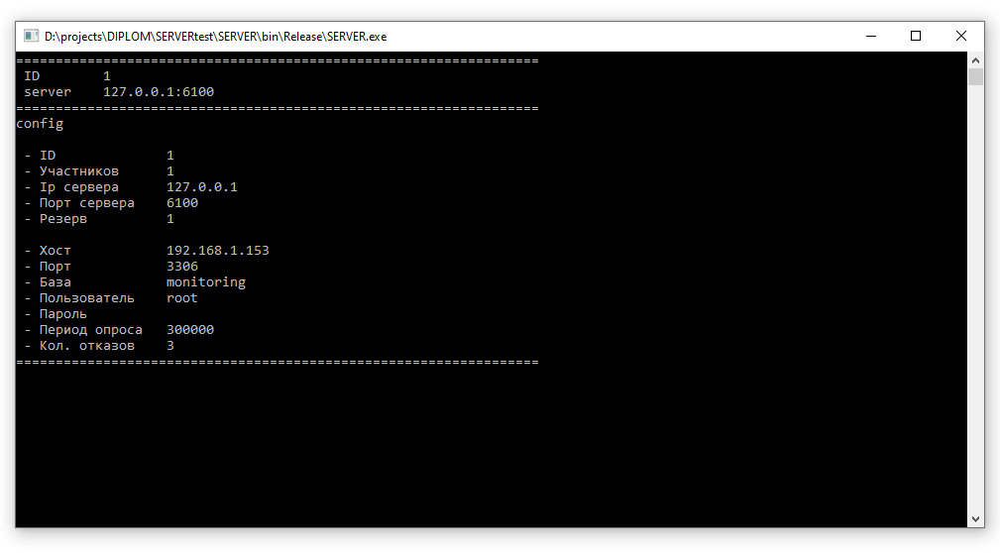 D:\projects\DIPLOM\SERVERtest\SERVER\bin\Release\SERVER.exe
==================================================================
ID 1
server 127.0.0.1:6100
==================================================================
config
- ID 1
- Участников 1
- Ip сервера 127.0.0.1
- Порт сервера 6100
- Резерв 1
- Хост 192.168.1.153
- Порт 3306
- База monitoring
- Пользователь root
- Пароль
- Период опроса 300000
- Кол. отказов 3
==================================================================